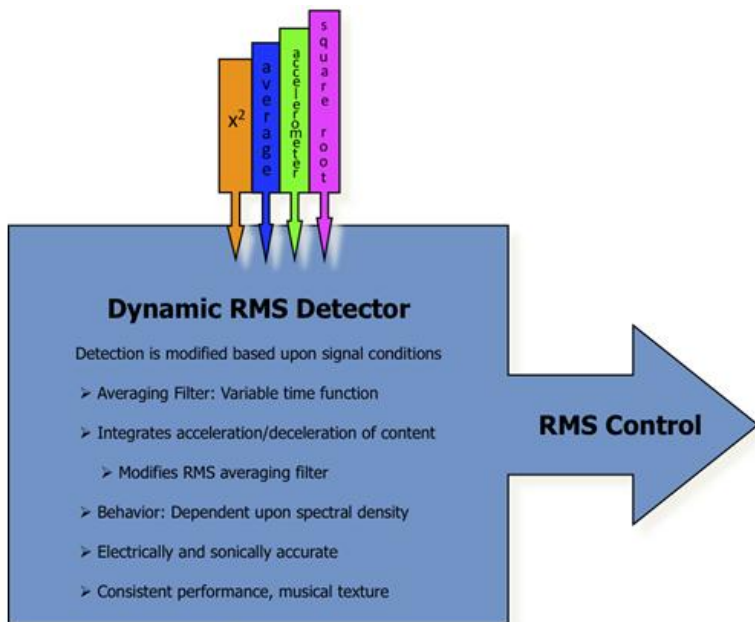 x²
average
accelerometer
square root
Dynamic RMS Detector
Detection is modified based upon signal conditions
➢ Averaging Filter: Variable time function
➢ Integrates acceleration/deceleration of content
➢ Modifies RMS averaging filter
➢ Behavior: Dependent upon spectral density
➢ Electrically and sonically accurate
➢ Consistent performance, musical texture
RMS Control